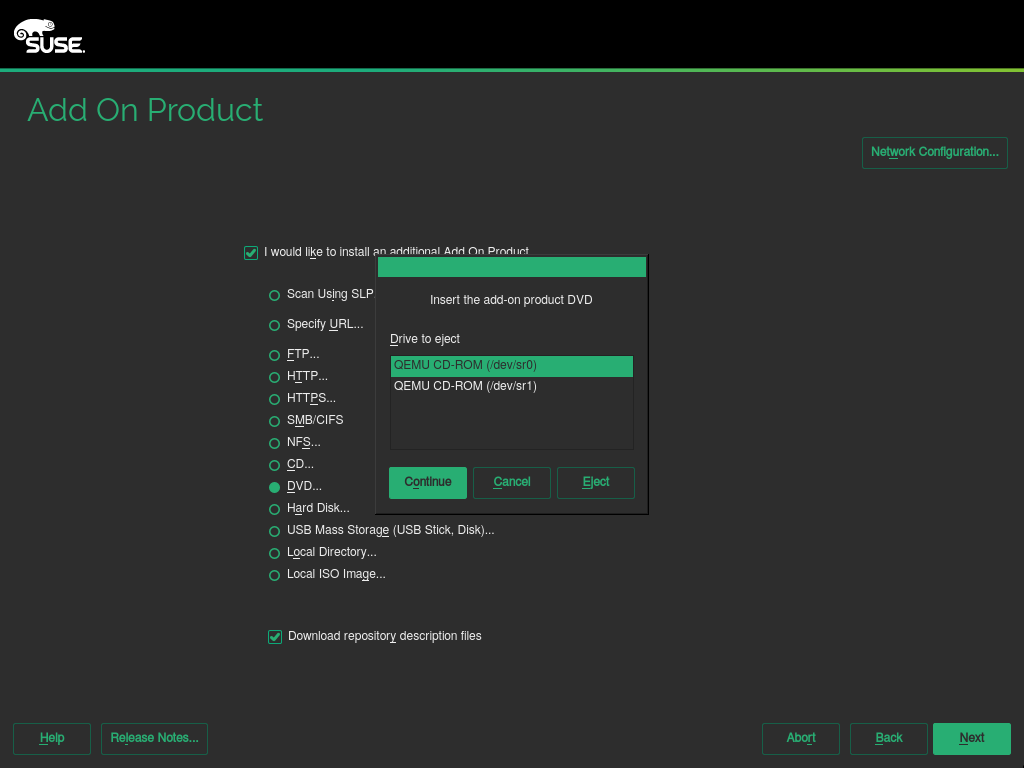 SUSE.
Add On Product
Network Configuration...
I would like to install an additional Add On Product
Scan Using SLP
Specify URL...
FTP...
HTTP...
HTTPS...
SMB/CIFS
NFS...
CD...
DVD...
Hard Disk...
USB Mass Storage (USB Stick, Disk)...
Local Directory...
Local ISO Image...
Download repository description files
Insert the add-on product DVD
Drive to eject
QEMU CD-ROM (/dev/sr0)
QEMU CD-ROM (/dev/sr1)
Continue Cancel Eject
Help Release Notes... Abort Back Next